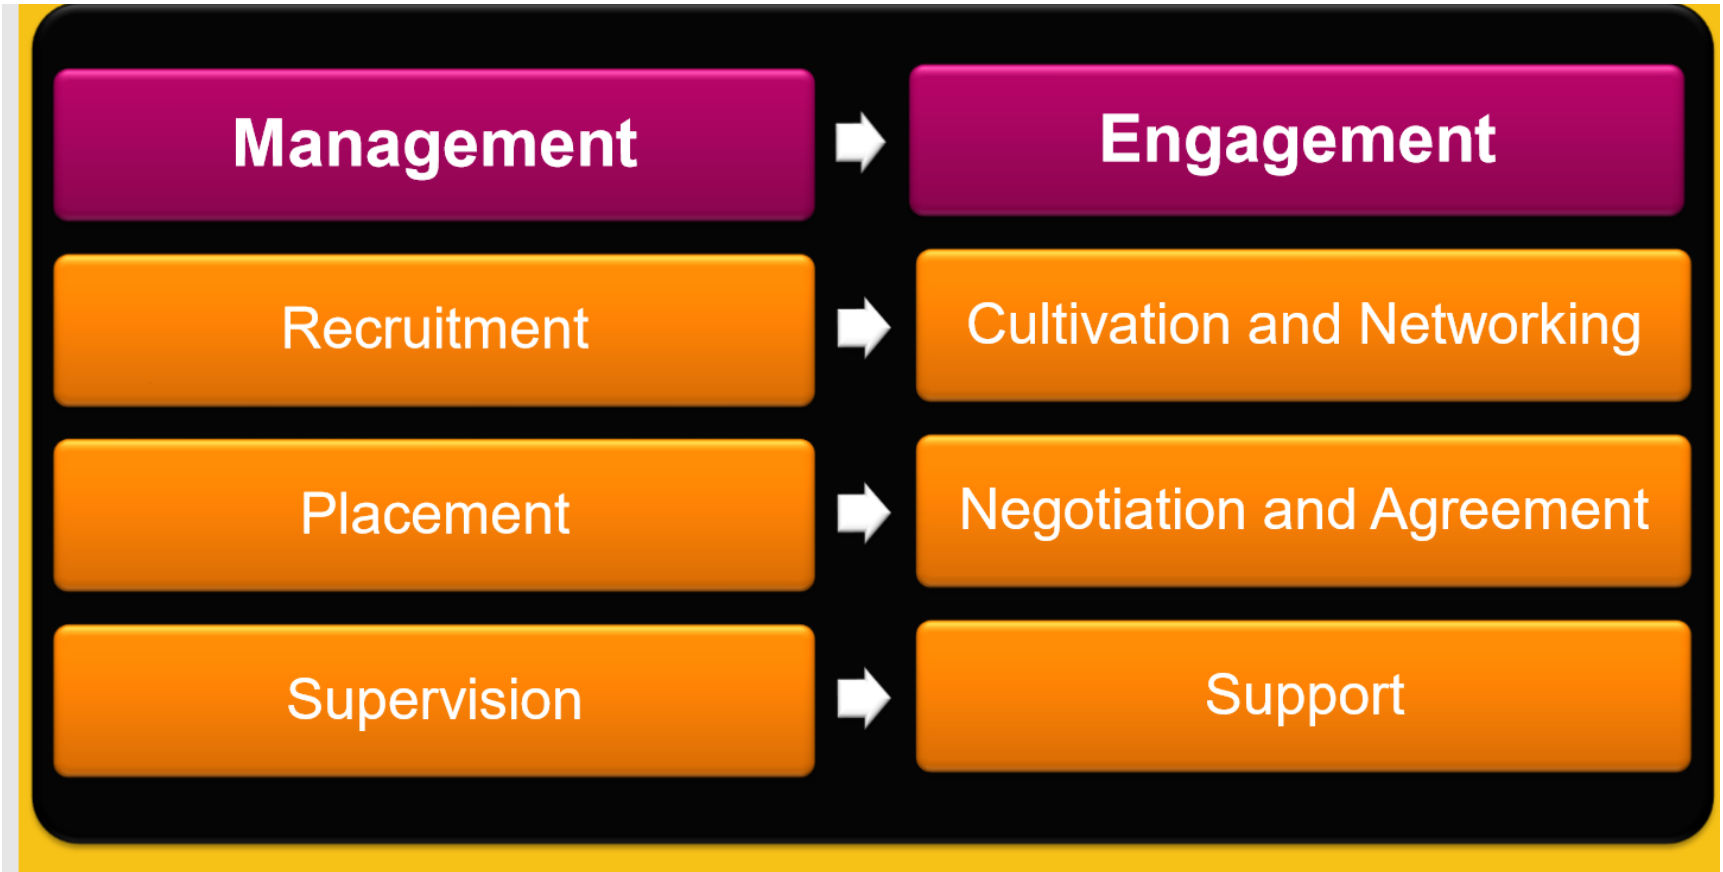 Management
Engagement
Recruitment
Cultivation and Networking
Placement
Negotiation and Agreement
Supervision
Support